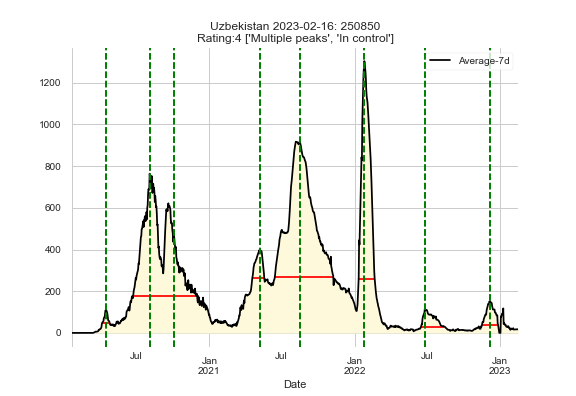 Uzbekistan 2023-02-16: 250850
Rating:4 ['Multiple peaks', 'In control']
Average-7d
1200
1000
800
600
400
200
0
Jul
Jan
2021
Jul
Jan
2022
Jul
Jan
2023
Date